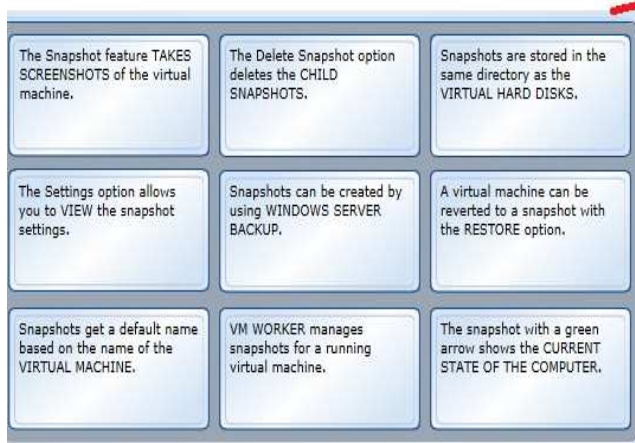 The Snapshot feature TAKES
SCREENSHOTS of the virtual
machine.
The Delete Snapshot option
deletes the CHILD
SNAPSHOTS.
Snapshots are stored in the
same directory as the
VIRTUAL HARD DISKS.
The Settings option allows
you to VIEW the snapshot
settings.
Snapshots can be created by
using WINDOWS SERVER
BACKUP.
A virtual machine can be
reverted to a snapshot with
the RESTORE option.
Snapshots get a default name
based on the name of the
VIRTUAL MACHINE.
VM WORKER manages
snapshots for a running
virtual machine.
The snapshot with a green
arrow shows the CURRENT
STATE OF THE COMPUTER.